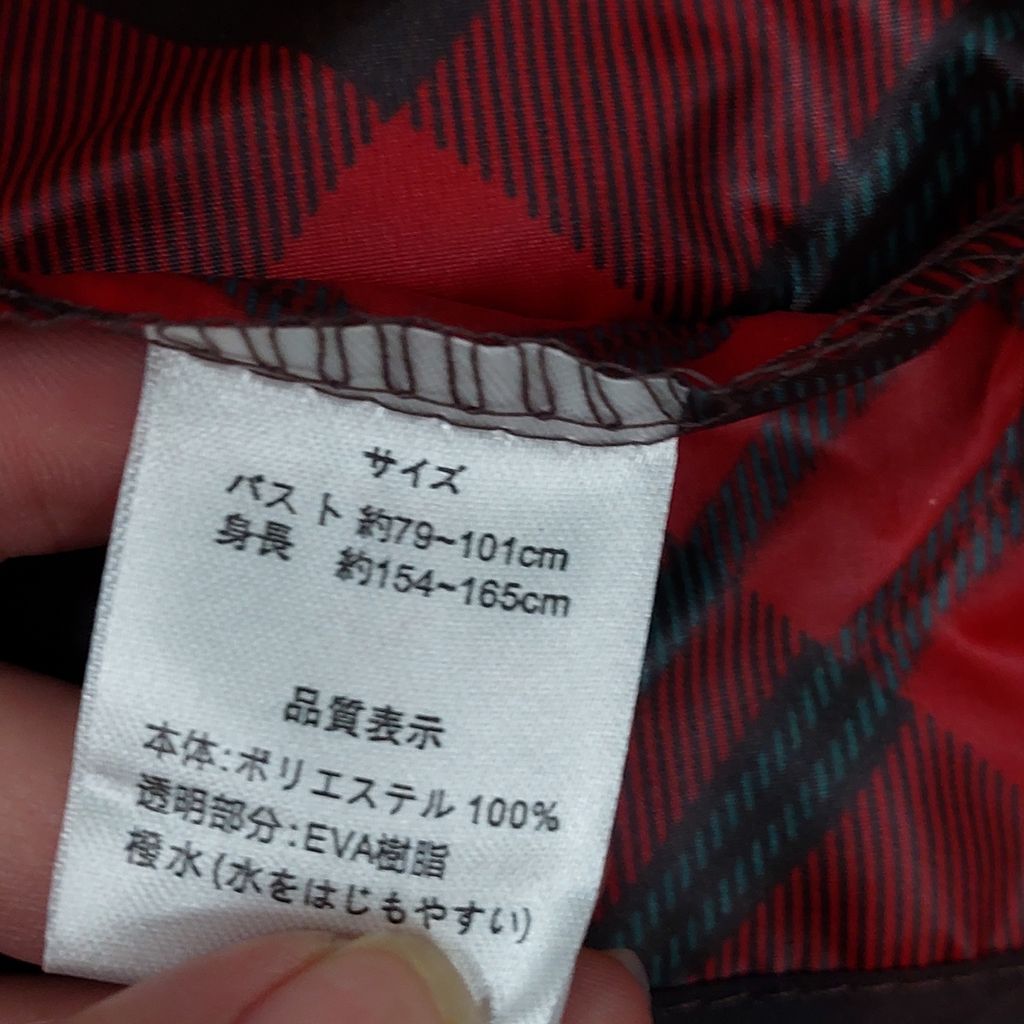 サイズ
バスト 約79~101cm
身長 約154~165cm
品質表示
本体:ポリエステル 100%
透明部分:EVA樹脂
撥水(水をはじもやすい)